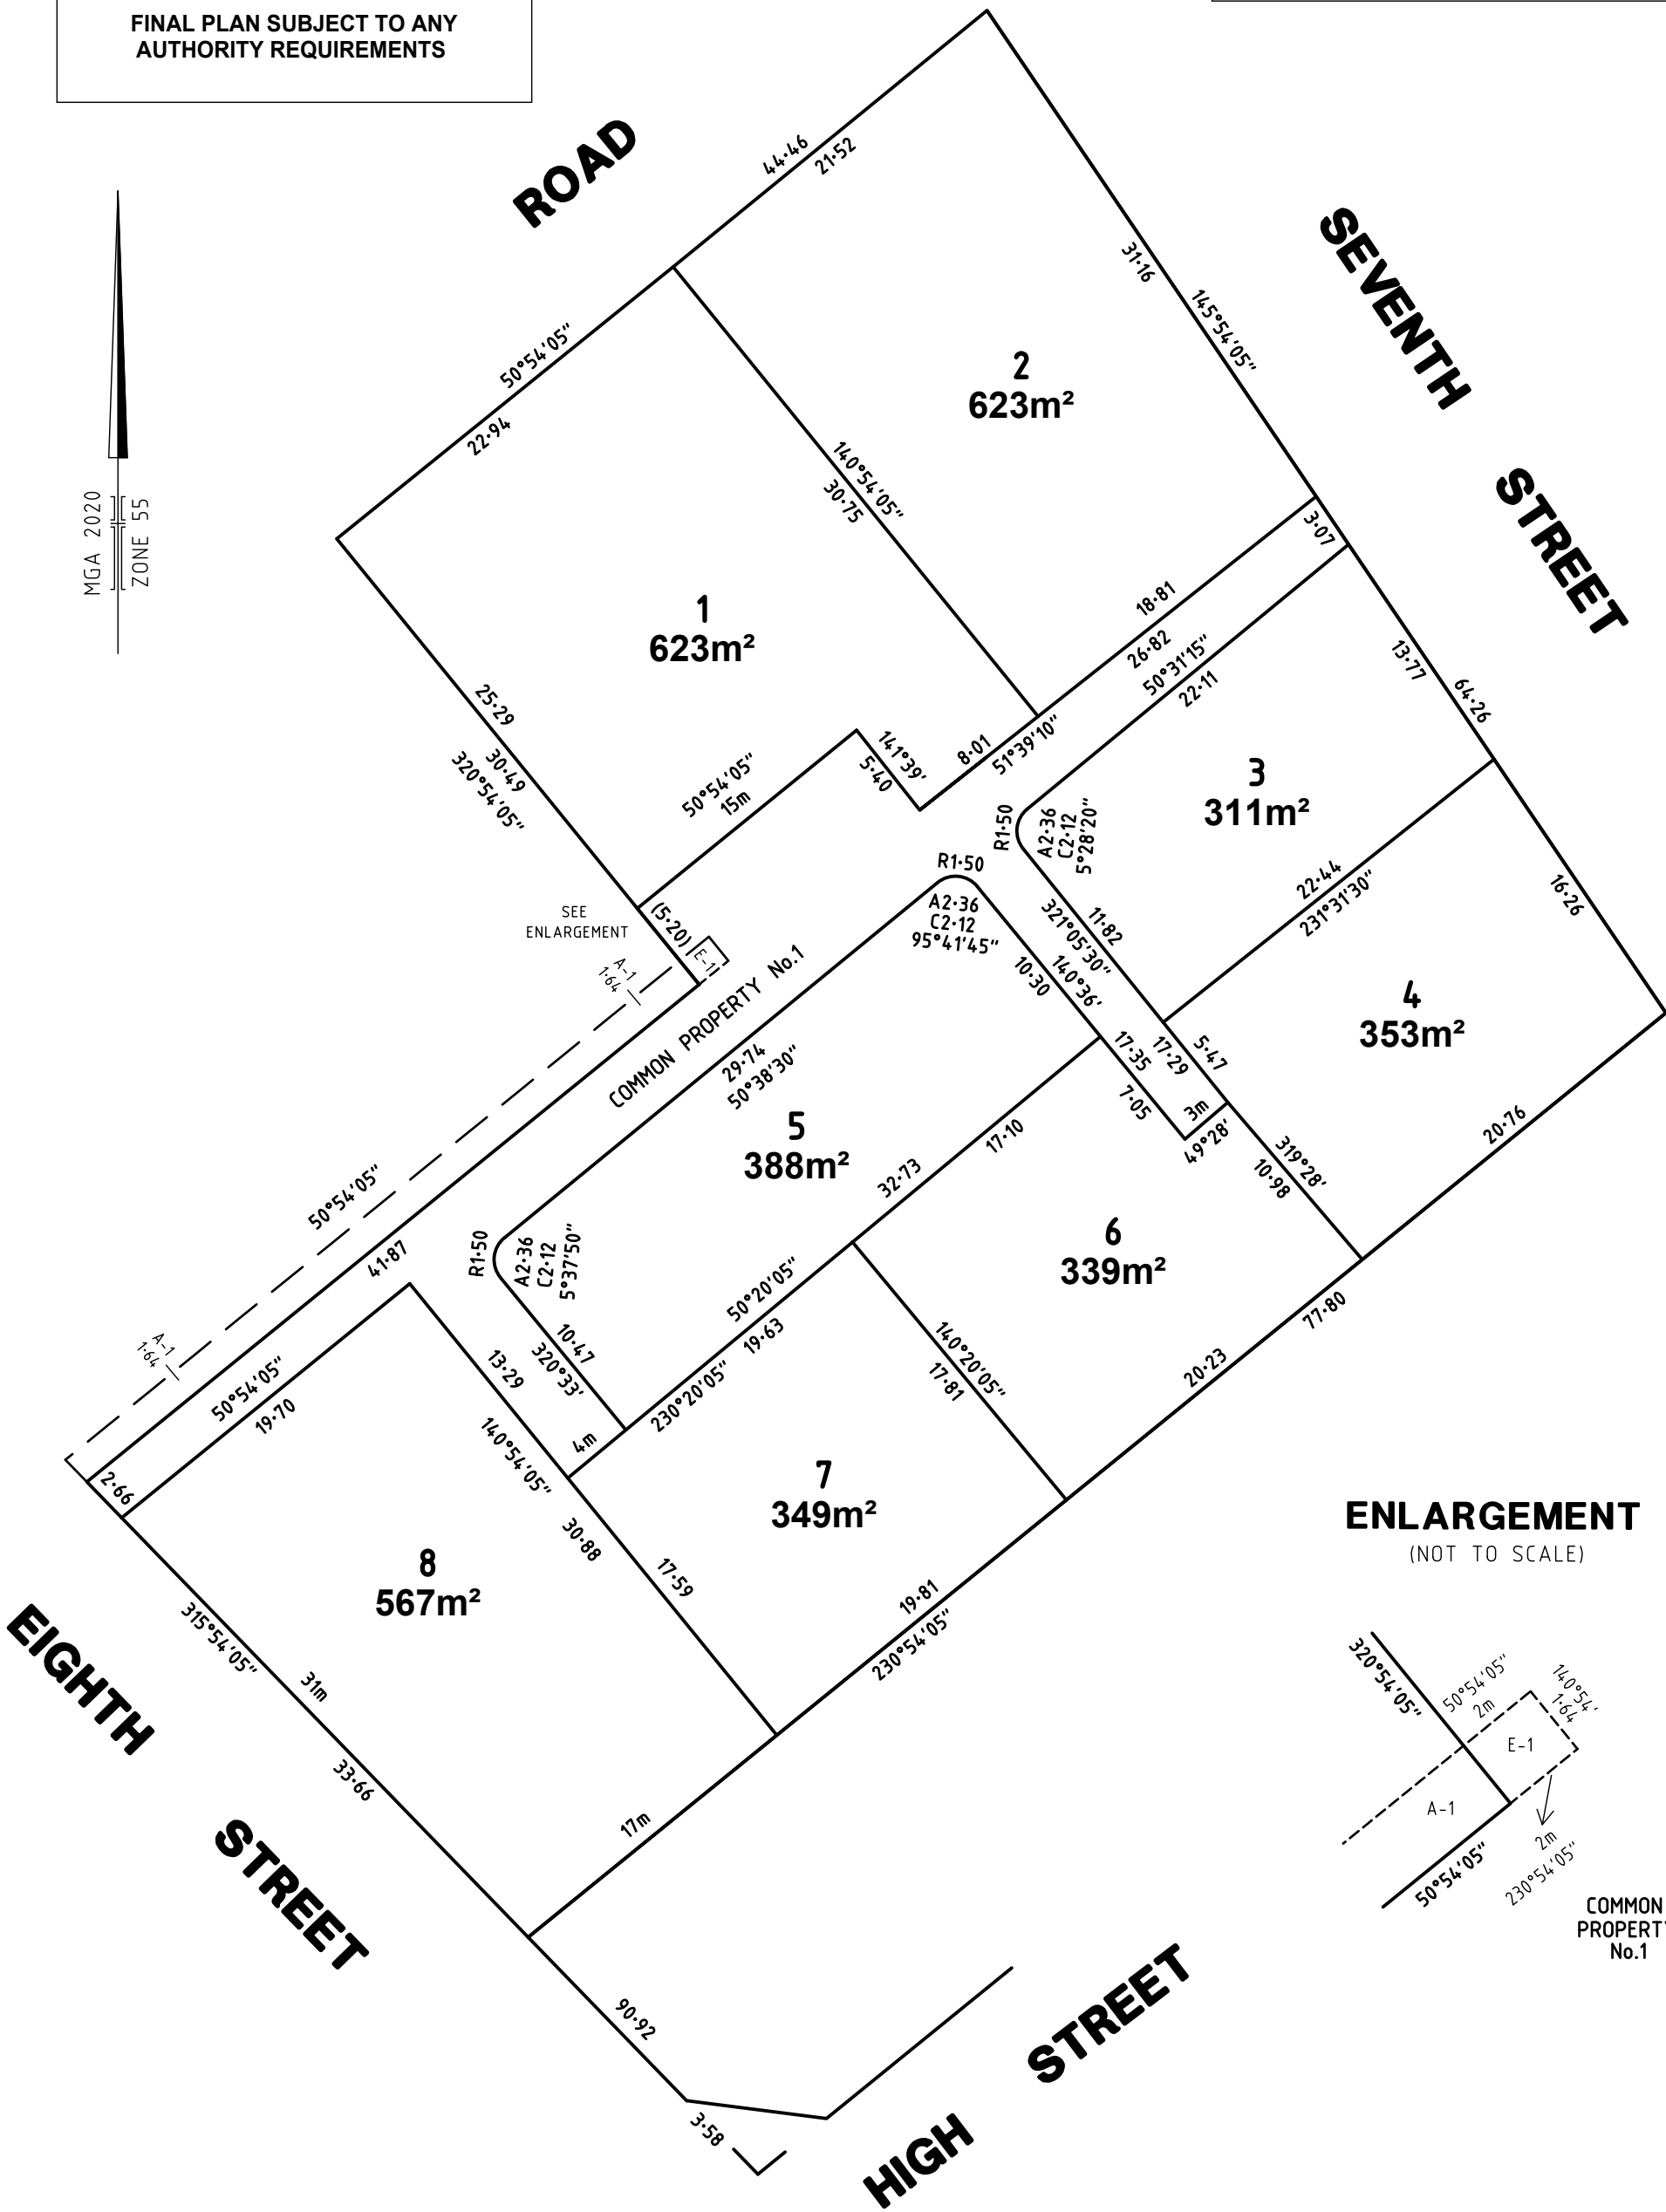 FINAL PLAN SUBJECT TO ANY
AUTHORITY REQUIREMENTS
ROAD
44·46
21·52
50°54'05"
22·94
MGA 2020
ZONE 55
SEVENTH
STREET
31·16
145°54'05"
2
623m²
140°54'05"
30·75
1
623m²
25·29
30·49
320°54'05"
50°54'05"
15m
141°39'
5·40
8·01
51°39'10"
18·81
26·82
50°31'15"
22·11
3·07
13·77
64·26
3
311m²
R1·50
A2·36
C2·12
5°28'20"
R1·50
A2·36
C2·12
95°41'45"
22·44
231°31'30"
16·26
11·82
321°05'30"
140°36'
10·30
SEE
ENLARGEMENT
(5·20)
E-1
A-1
1·64
COMMON PROPERTY No.1
4
353m²
17·35
17·29
5·47
7·05
3m
49°28'
319°28'
10·98
20·76
29·74
50°38'30"
5
388m²
17·10
32·73
50°20'05"
19·63
230°20'05"
6
339m²
77·80
50°54'05"
41·87
R1·50
A2·36
C2·12
5°37'50"
10·47
320°33'
13·29
140°54'05"
4m
140°20'05"
17·81
20·23
A-1
1·64
50°54'05"
19·70
2·66
7
349m²
30·88
17·59
19·81
230°54'05"
8
567m²
315°54'05"
31m
33·66
17m
EIGHTH
STREET
90·92
3·58
HIGH
STREET
ENLARGEMENT
(NOT TO SCALE)
320°54'05"
50°54'05"
2m
140°54'
1·64
E-1
A-1
50°54'05"
2m
230°54'05"
COMMON
PROPERTY
No.1